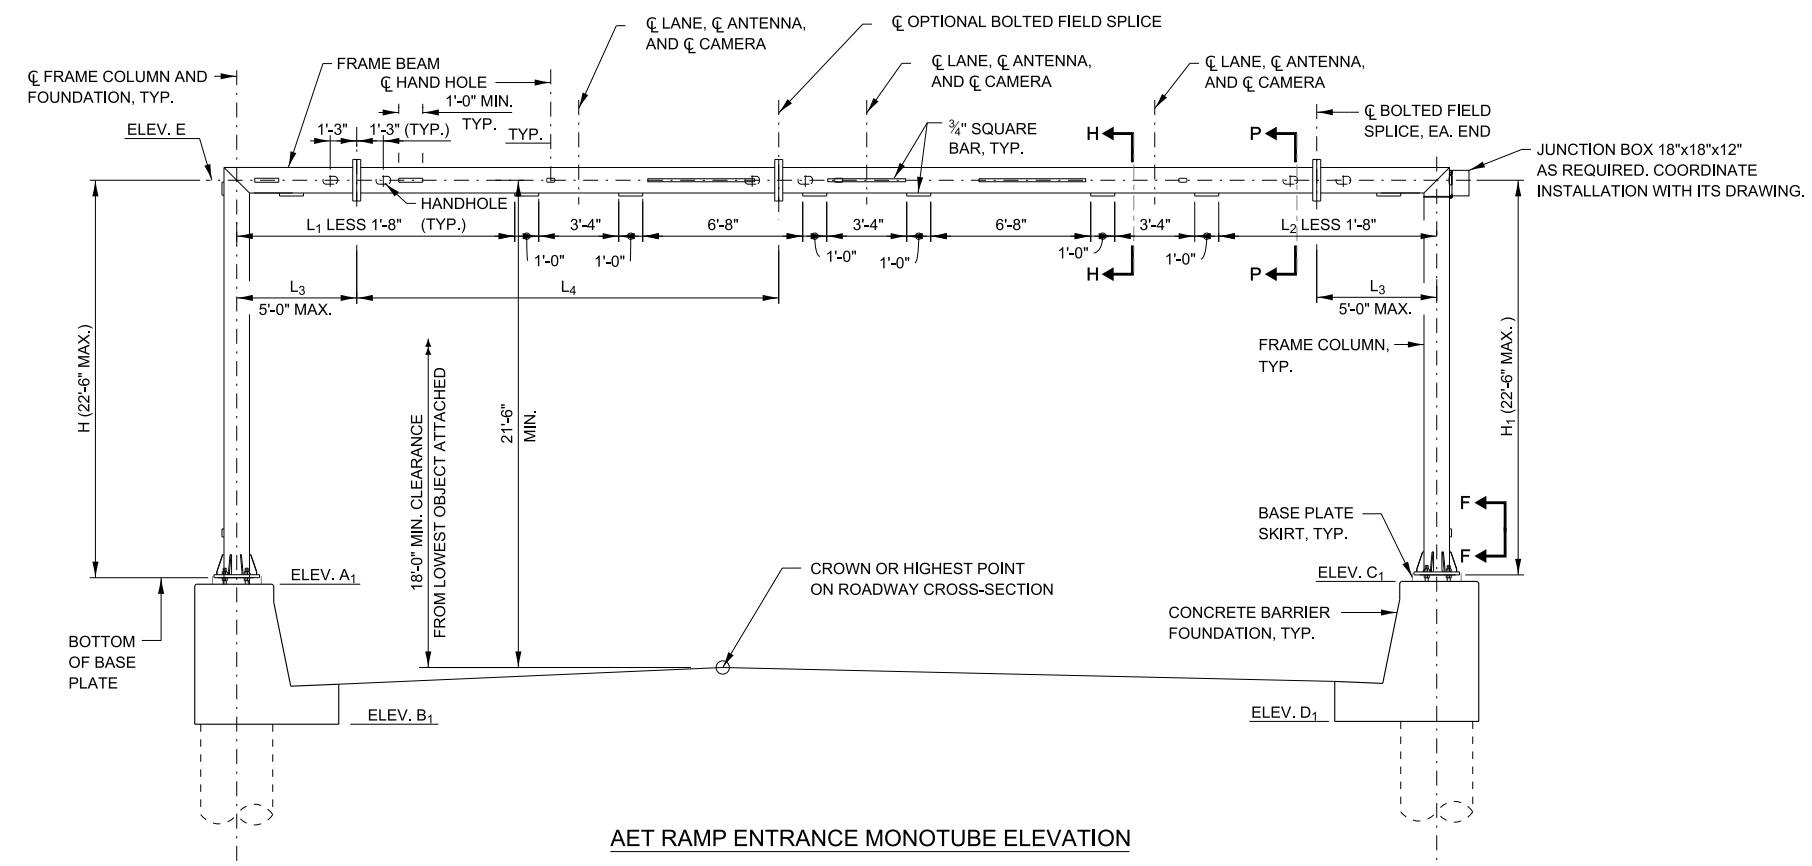 ℄ LANE, ℄ ANTENNA,
AND ℄ CAMERA
℄ OPTIONAL BOLTED FIELD SPLICE
℄ LANE, ℄ ANTENNA,
AND ℄ CAMERA
℄ LANE, ℄ ANTENNA,
AND ℄ CAMERA
℄ FRAME COLUMN AND
FOUNDATION, TYP.
FRAME BEAM
℄ HAND HOLE
1'-0" MIN.
TYP.
TYP.
ELEV. E
1'-3"
1'-3" (TYP.)
¾" SQUARE
BAR, TYP.
H
P
℄ BOLTED FIELD
SPLICE, EA. END
JUNCTION BOX 18"x18"x12"
AS REQUIRED. COORDINATE
INSTALLATION WITH ITS DRAWING.
HANDHOLE
(TYP.)
L₁ LESS 1'-8"
3'-4"
6'-8"
3'-4"
6'-8"
3'-4"
L₂ LESS 1'-8"
1'-0"
1'-0"
1'-0"
1'-0"
1'-0"
1'-0"
H
P
L₃
5'-0" MAX.
L₄
L₃
5'-0" MAX.
H (22'-6" MAX.)
18'-0" MIN. CLEARANCE
FROM LOWEST OBJECT ATTACHED
21'-6"
MIN.
FRAME COLUMN,
TYP.
H₁ (22'-6" MAX. )
BASE PLATE
SKIRT, TYP.
F
F
ELEV. A₁
ELEV. C₁
CROWN OR HIGHEST POINT
ON ROADWAY CROSS-SECTION
CONCRETE BARRIER
FOUNDATION, TYP.
BOTTOM
OF BASE
PLATE
ELEV. B₁
ELEV. D₁
AET RAMP ENTRANCE MONOTUBE ELEVATION